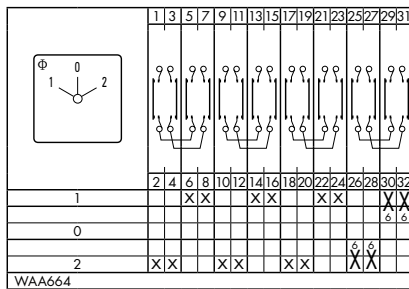 1 3 5 7 9 11 13 15 17 19 21 23 25 27 29 31
Φ 0
1 2
2 4 6 8 10 12 14 16 18 20 22 24 26 28 30 32
1 X X X X X X X X
6 6
0
6 6
2 X X X X X X X X
WAA664